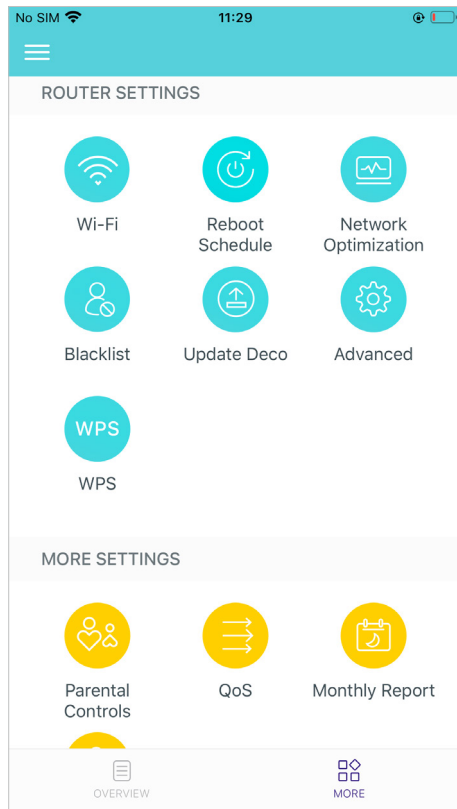 No SIM 11:29
ROUTER SETTINGS
Wi-Fi
Reboot
Schedule
Network
Optimization
Blacklist
Update Deco
Advanced
WPS
WPS
MORE SETTINGS
Parental
Controls
QoS
Monthly Report
OVERVIEW
MORE